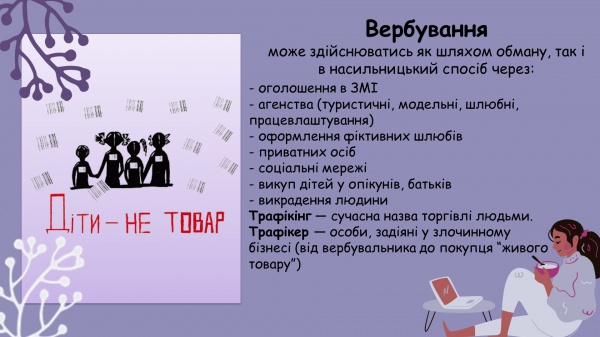 Вербування
може здійснюватись як шляхом обману, так і
в насильницький спосіб через:
- оголошення в ЗМІ
- агенства (туристичні, модельні, шлюбні,
працевлаштування)
- оформлення фіктивних шлюбів
- приватних осіб
- соціальні мережі
- викуп дітей у опікунів, батьків
- викрадення людини
Трафікінг — сучасна назва торгівлі людьми.
Трафікер — особи, задіяні у злочинному
бізнесі (від вербувальника до покупця “живого
товару”)
Діти – НЕ ТОВАР